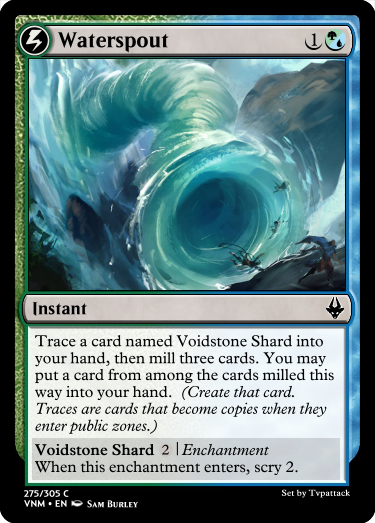 Waterspout 1
Instant
Trace a card named Voidstone Shard into
your hand, then mill three cards. You may
put a card from among the cards milled this
way into your hand. (Create that card.
Traces are cards that become copies when they
enter public zones.)
Voidstone Shard 2 | Enchantment
When this enchantment enters, scry 2.
275/305 C Set by Tvpattack
VNM • EN SAM BURLEY